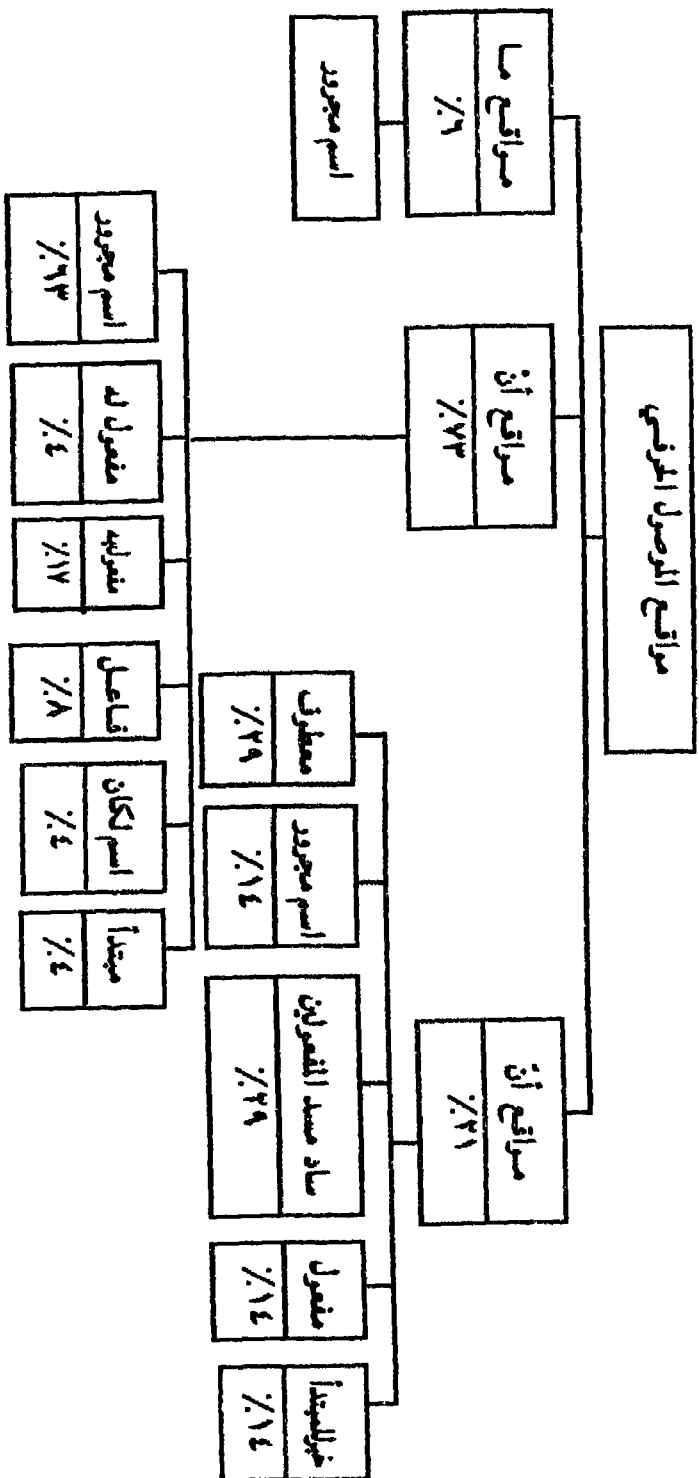 مواقع الموصول الحرفي
مواقع أنّ
٪٢١
مواقع أنْ
٪٧٣
مواقع ما
٪٦
اسم مجرور
خبر للمبتدأ
٪١٤
مفعول
٪١٤
ساد مسد المفعولين
٪٢٩
اسم مجرور
٪١٤
معطوف
٪٢٩
مبتدأ
٪٤
اسم لكان
٪٤
فاعل
٪٨
مفعول به
٪١٧
مفعول له
٪٤
اسم مجرور
٪٦٣